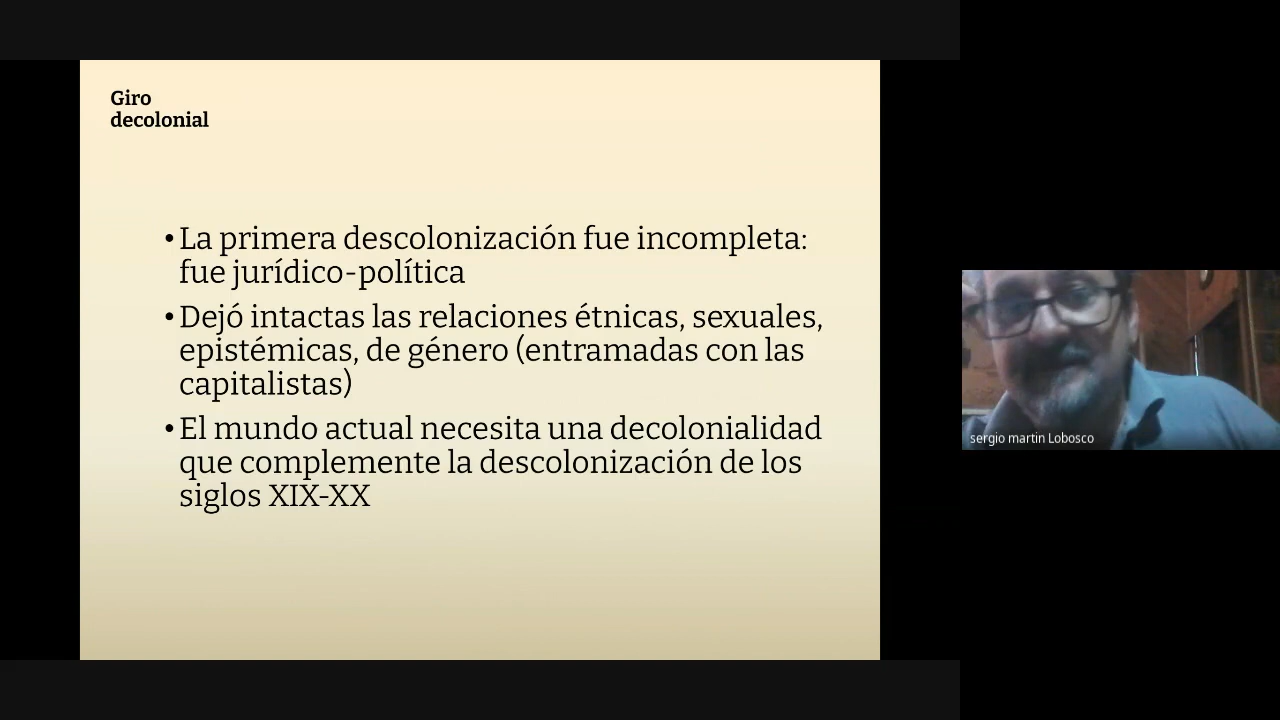 Giro
decolonial
•La primera descolonización fue incompleta:
fue jurídico-política
•Dejó intactas las relaciones étnicas, sexuales,
epistémicas, de género (entramadas con las
capitalistas)
•El mundo actual necesita una decolonialidad
que complemente la descolonización de los
siglos XIX-XX
sergio martin Lobosco